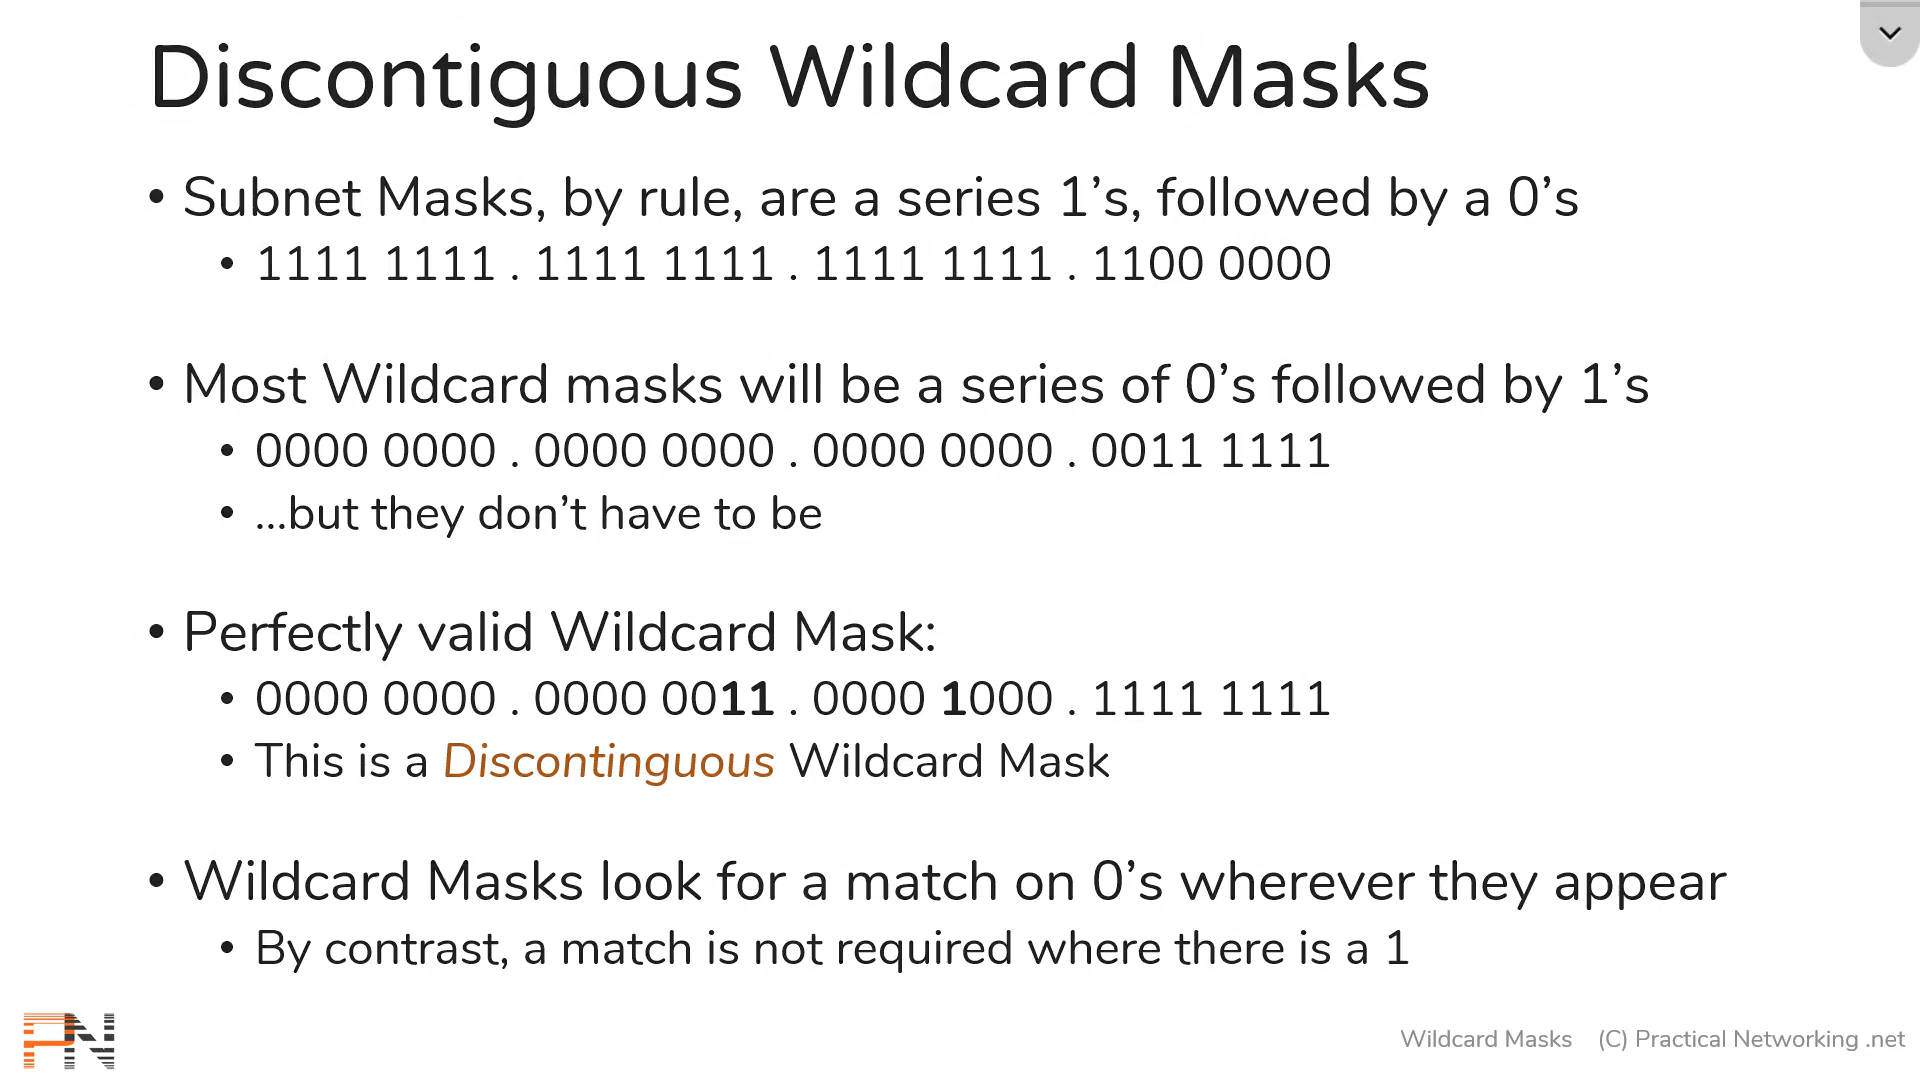 Discontiguous Wildcard Masks
• Subnet Masks, by rule, are a series 1’s, followed by a 0’s
• 1111 1111 . 1111 1111 . 1111 1111 . 1100 0000
• Most Wildcard masks will be a series of 0’s followed by 1’s
• 0000 0000 . 0000 0000 . 0000 0000 . 0011 1111
• …but they don’t have to be
• Perfectly valid Wildcard Mask:
• 0000 0000 . 0000 0011 . 0000 1000 . 1111 1111
• This is a Discontinguous Wildcard Mask
• Wildcard Masks look for a match on 0’s wherever they appear
• By contrast, a match is not required where there is a 1
PN
Wildcard Masks (C) Practical Networking .net